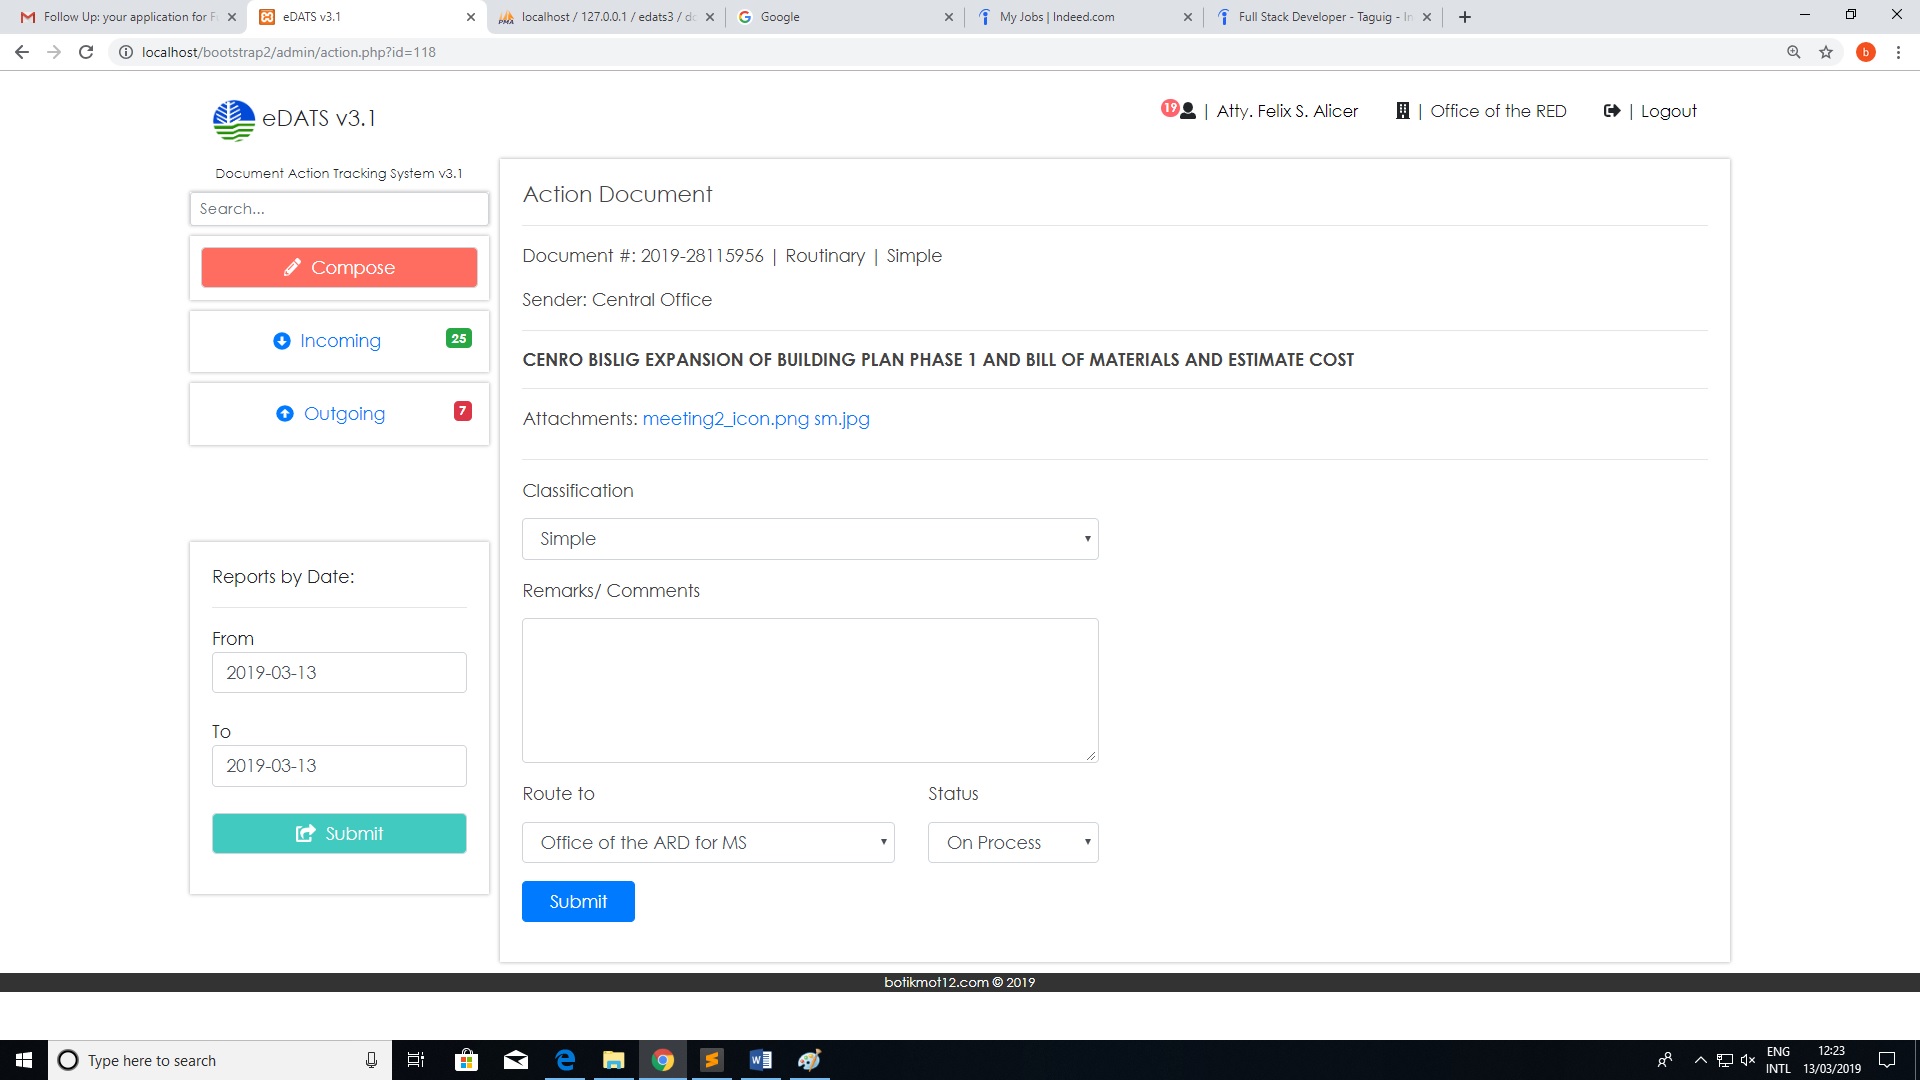 Follow Up: your application for F
eDATS v3.1
localhost / 127.0.0.1 / edats3 / do
Google
My Jobs | Indeed.com
Full Stack Developer - Taguig - In
localhost/bootstrap2/admin/action.php?id=118
b
eDATS v3.1
19 | Atty. Felix S. Alicer | Office of the RED | Logout
Document Action Tracking System v3.1
Search...
Compose
Incoming 25
Outgoing 7
Reports by Date:
From
2019-03-13
To
2019-03-13
Submit
Action Document
Document #: 2019-28115956 | Routinary | Simple
Sender: Central Office
CENRO BISLIG EXPANSION OF BUILDING PLAN PHASE 1 AND BILL OF MATERIALS AND ESTIMATE COST
Attachments: meeting2_icon.png sm.jpg
Classification
Simple
Remarks/ Comments
Route to
Office of the ARD for MS
Status
On Process
Submit
botikmot12.com © 2019
Type here to search
ENG
INTL
12:23
13/03/2019